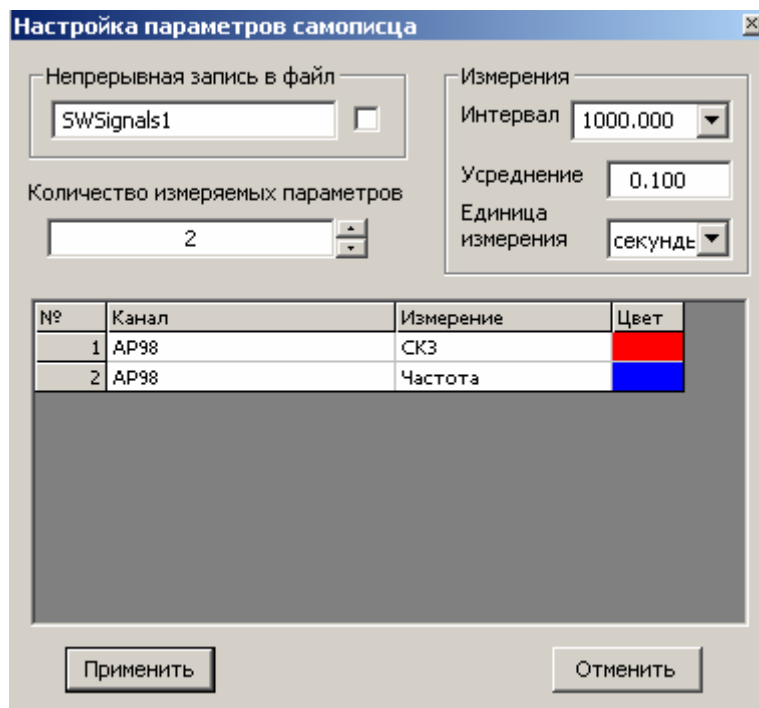 Настройка параметров самописца
Непрерывная запись в файл
SWSignals1
Количество измеряемых параметров
2
Измерения
Интервал 1000.000
Усреднение 0.100
Единица
измерения секунды
№ Канал Измерение Цвет
1 AP98 СКЗ
2 AP98 Частота
Применить Отменить